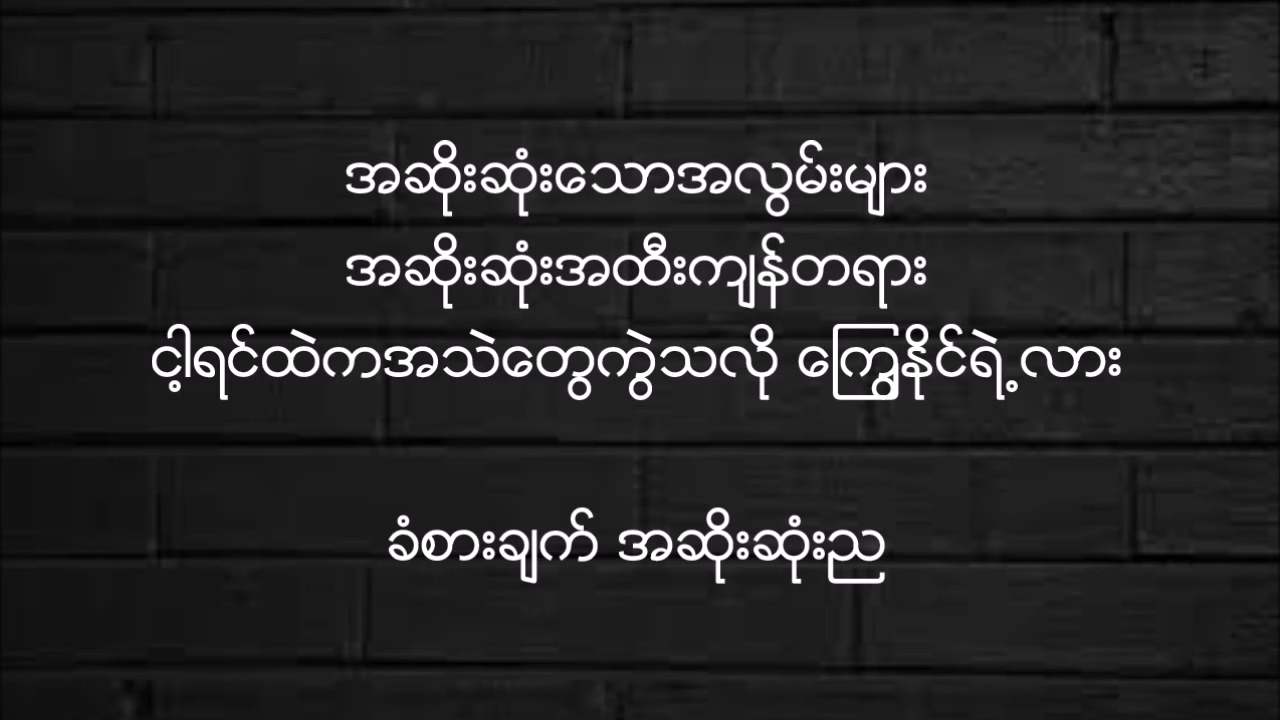 အဆိုးဆုံးသောအလွမ်းများ
အဆိုးဆုံးအထီးကျန်တရား
ငါ့ရင်ထဲကအသဲတွေကွဲသလို ကြွေနိုင်ရဲ့လား
ခံစားချက် အဆိုးဆုံးည